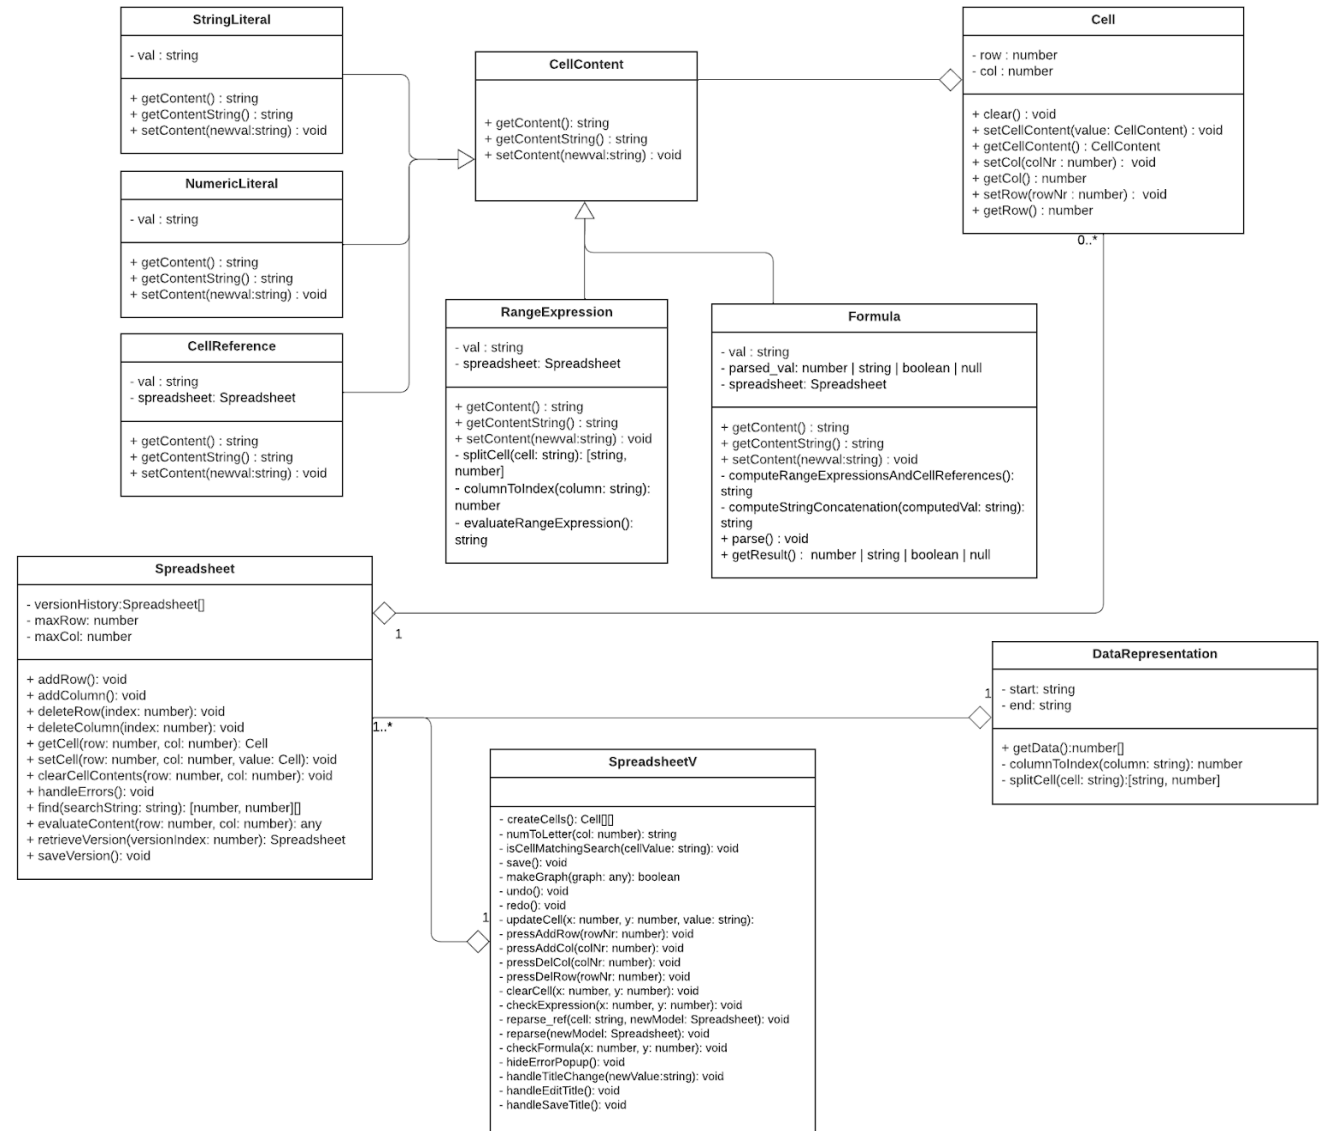 StringLiteral
- val : string
+ getContent() : string
+ getContentString() : string
+ setContent(newval:string) : void
NumericLiteral
- val : string
+ getContent() : string
+ getContentString() : string
+ setContent(newval:string) : void
CellReference
- val : string
- spreadsheet: Spreadsheet
+ getContent() : string
+ getContentString() : string
+ setContent(newval:string) : void
CellContent
+ getContent(): string
+ getContentString() : string
+ setContent(newval:string) : void
Cell
- row : number
- col : number
+ clear() : void
+ setCellContent(value: CellContent) : void
+ getCellContent() : CellContent
+ setCol(colNr : number) :  void
+ getCol() : number
+ setRow(rowNr : number) :  void
+ getRow() : number
0..*
RangeExpression
- val : string
- spreadsheet: Spreadsheet
+ getContent() : string
+ getContentString() : string
+ setContent(newval:string) : void
- splitCell(cell: string): [string,
number]
- columnToIndex(column: string):
number
- evaluateRangeExpression():
string
Formula
- val : string
- parsed_val: number | string | boolean | null
- spreadsheet: Spreadsheet
+ getContent() : string
+ getContentString() : string
+ setContent(newval:string) : void
- computeRangeExpressionsAndCellReferences():
string
- computeStringConcatenation(computedVal: string):
string
+ parse() : void
+ getResult() :  number | string | boolean | null
Spreadsheet
- versionHistory:Spreadsheet[]
- maxRow: number
- maxCol: number
+ addRow(): void
+ addColumn(): void
+ deleteRow(index: number): void
+ deleteColumn(index: number): void
+ getCell(row: number, col: number): Cell
+ setCell(row: number, col: number, value: Cell): void
+ clearCellContents(row: number, col: number): void
+ handleErrors(): void
+ find(searchString: string): [number, number][]
+ evaluateContent(row: number, col: number): any
+ retrieveVersion(versionIndex: number): Spreadsheet
+ saveVersion(): void
1
1..*
1
DataRepresentation
- start: string
- end: string
+ getData():number[]
- columnToIndex(column: string): number
- splitCell(cell: string):[string, number]
1
SpreadsheetV
- createCells(): Cell[][]
- numToLetter(col: number): string
- isCellMatchingSearch(cellValue: string): void
- save(): void
- makeGraph(graph: any): boolean
- undo(): void
- redo(): void
- updateCell(x: number, y: number, value: string):
- pressAddRow(rowNr: number): void
- pressAddCol(colNr: number): void
- pressDelCol(colNr: number): void
- pressDelRow(rowNr: number): void
- clearCell(x: number, y: number): void
- checkExpression(x: number, y: number): void
- reparse_ref(cell: string, newModel: Spreadsheet): void
- reparse(newModel: Spreadsheet): void
- checkFormula(x: number, y: number): void
- hideErrorPopup(): void
- handleTitleChange(newValue:string): void
- handleEditTitle(): void
- handleSaveTitle(): void